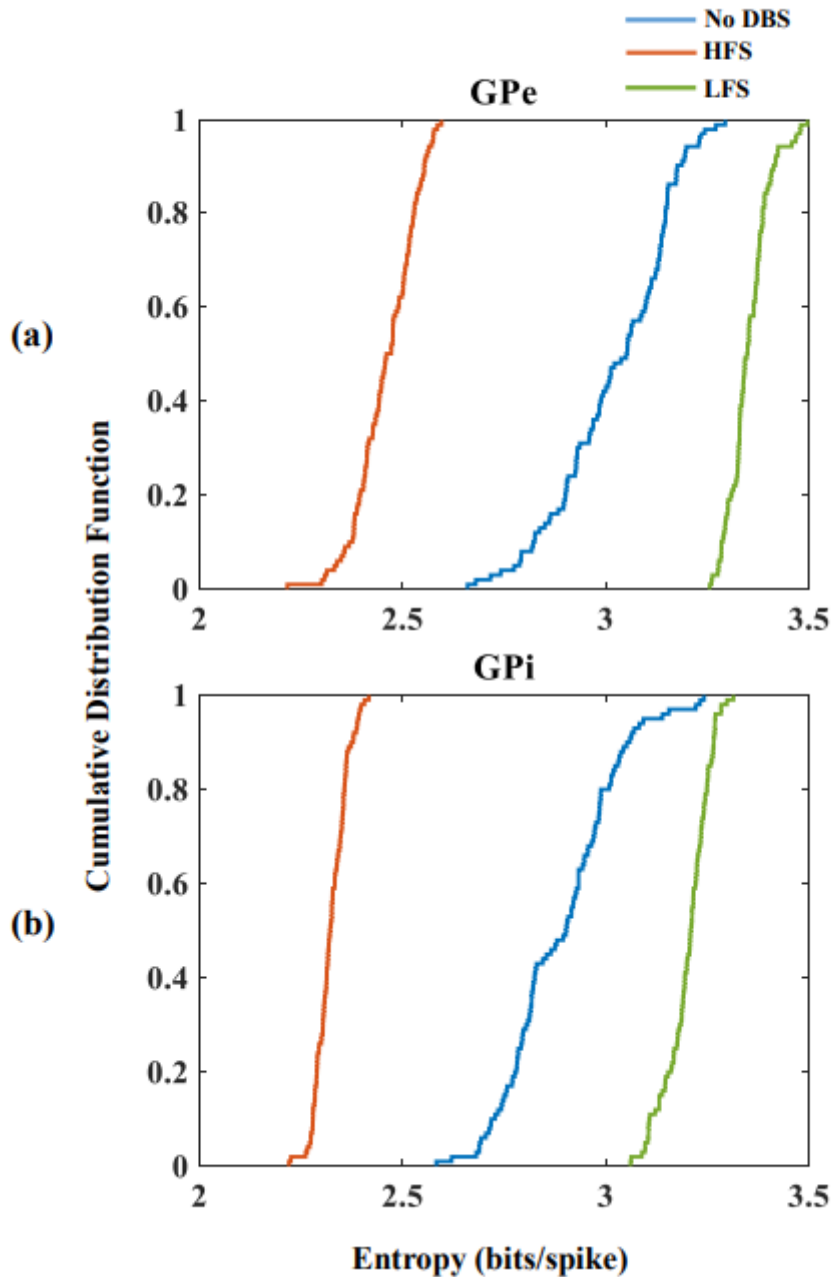 No DBS
HFS
LFS
GPe
(a)
1
0.8
0.6
0.4
0.2
0
2
2.5
3
3.5
Cumulative Distribution Function
GPi
(b)
1
0.8
0.6
0.4
0.2
0
2
2.5
3
3.5
Entropy (bits/spike)